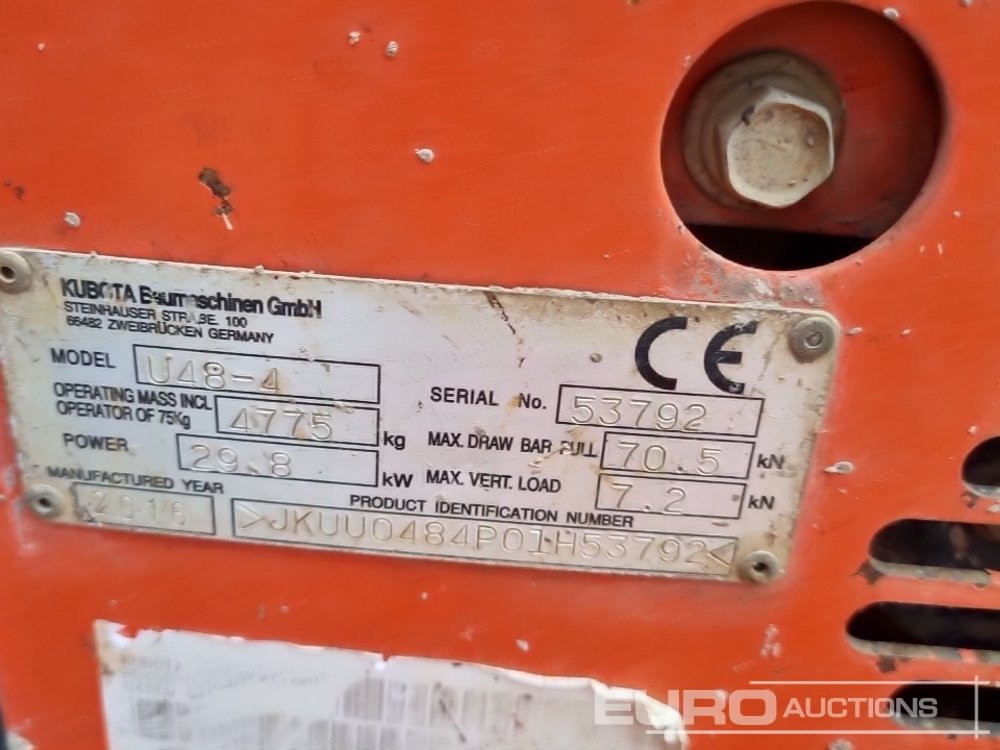 KUBOTA Baumaschinen GmbH
STEINHAUSER STRAßE. 100
66482 ZWEIBRÜCKEN GERMANY
MODEL U48-4
OPERATING MASS INCL
OPERATOR OF 75Kg 4775 kg
POWER 29.8 kW
MANUFACTURED YEAR 2016
CE
SERIAL No. 53792
MAX. DRAW BAR PULL 70.5 kN
MAX. VERT. LOAD 7.2 kN
PRODUCT IDENTIFICATION NUMBER
>JKUU0484P01H53792<
EURO AUCTIONS